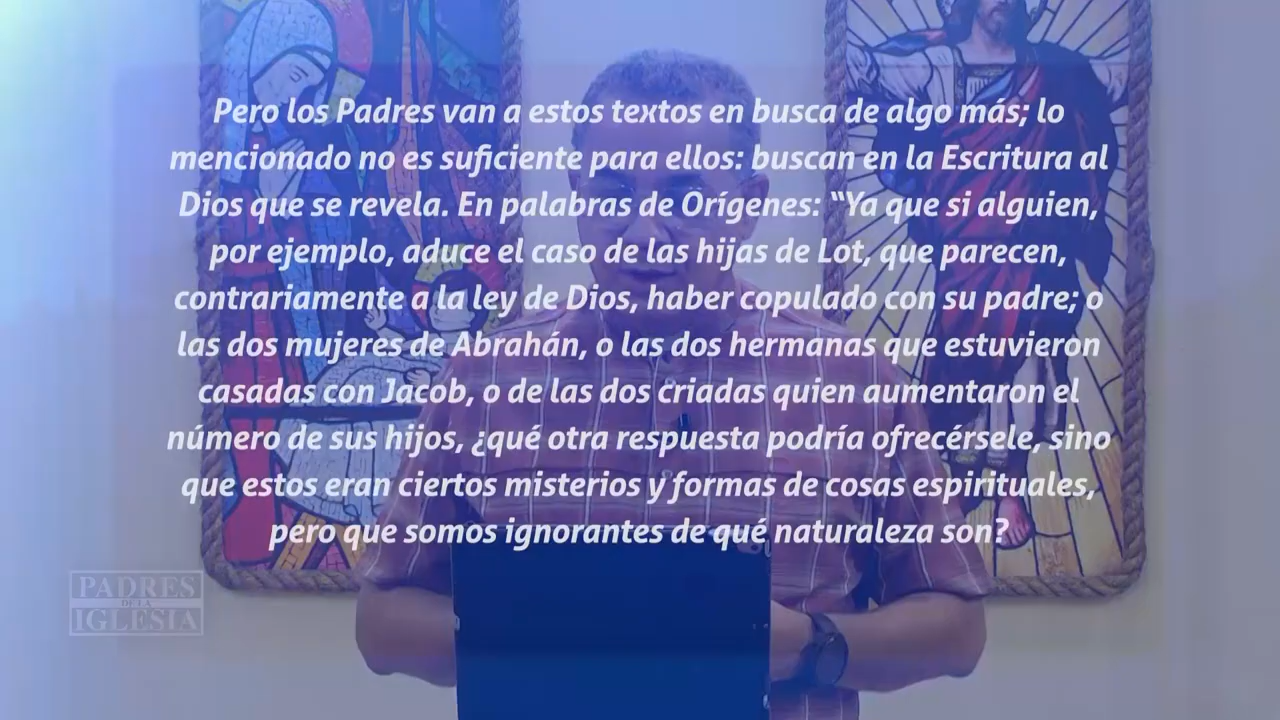 Pero los Padres van a estos textos en busca de algo más; lo
mencionado no es suficiente para ellos: buscan en la Escritura al
Dios que se revela. En palabras de Orígenes: “Ya que si alguien,
por ejemplo, aduce el caso de las hijas de Lot, que parecen,
contrariamente a la ley de Dios, haber copulado con su padre; o
las dos mujeres de Abrahán, o las dos hermanas que estuvieron
casadas con Jacob, o de las dos criadas quien aumentaron el
número de sus hijos, ¿qué otra respuesta podría ofrecérsele, sino
que estos eran ciertos misterios y formas de cosas espirituales,
pero que somos ignorantes de qué naturaleza son?
PADRES
DE LA
IGLESIA